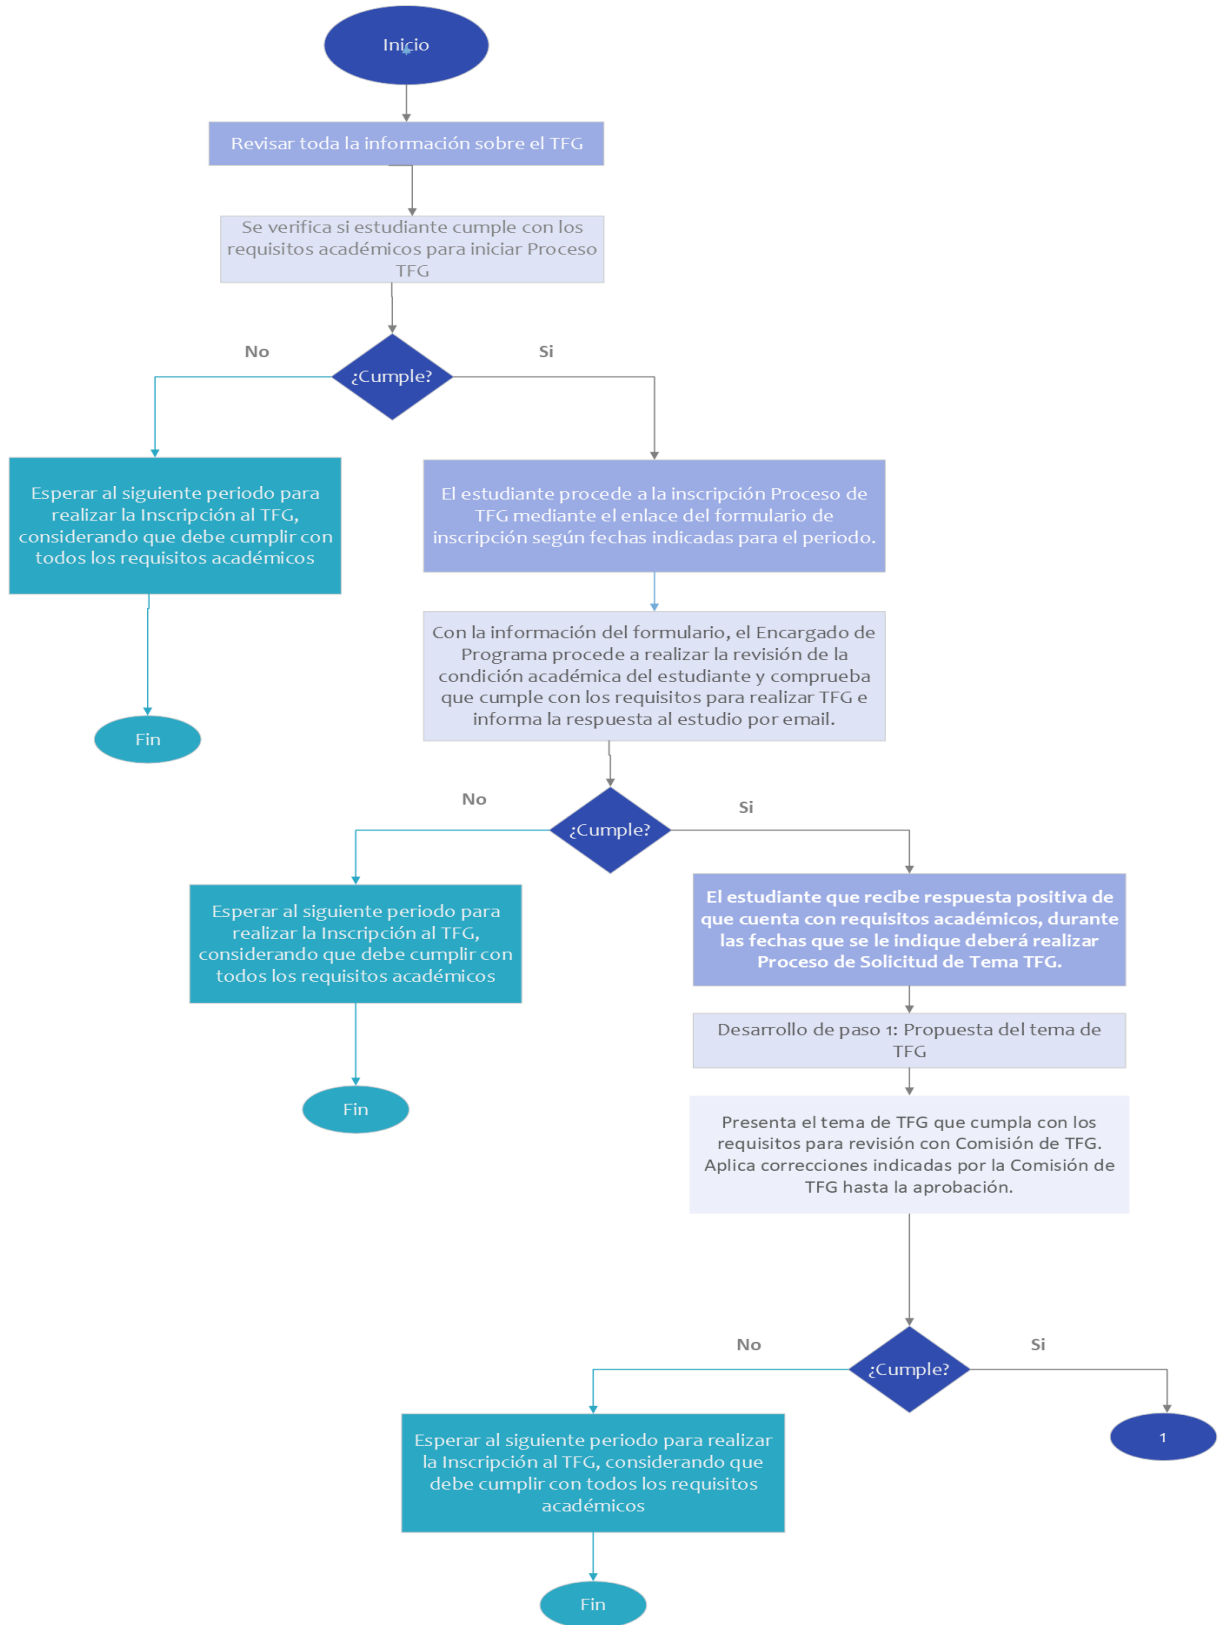 Inicio
Revisar toda la información sobre el TFG
Se verifica si estudiante cumple con los
requisitos académicos para iniciar Proceso
TFG
No
Si
¿Cumple?
Esperar al siguiente periodo para
realizar la Inscripción al TFG,
considerando que debe cumplir con
todos los requisitos académicos
El estudiante procede a la inscripción Proceso de
TFG mediante el enlace del formulario de
inscripción según fechas indicadas para el periodo.
Con la información del formulario, el Encargado de
Programa procede a realizar la revisión de la
condición académica del estudiante y comprueba
que cumple con los requisitos para realizar TFG e
informa la respuesta al estudio por email.
Fin
No
Si
¿Cumple?
Esperar al siguiente periodo para
realizar la Inscripción al TFG,
considerando que debe cumplir con
todos los requisitos académicos
El estudiante que recibe respuesta positiva de
que cuenta con requisitos académicos, durante
las fechas que se le indique deberá realizar
Proceso de Solicitud de Tema TFG.
Desarrollo de paso 1: Propuesta del tema de
TFG
Fin
Presenta el tema de TFG que cumpla con los
requisitos para revisión con Comisión de TFG.
Aplica correcciones indicadas por la Comisión de
TFG hasta la aprobación.
No
Si
¿Cumple?
Esperar al siguiente periodo para realizar
la Inscripción al TFG, considerando que
debe cumplir con todos los requisitos
académicos
1
Fin